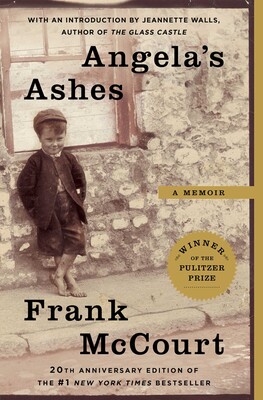 WITH AN INTRODUCTION BY JEANNETTE WALLS,
AUTHOR OF THE GLASS CASTLE
Angela's
Ashes
A MEMOIR
WINNER
OF THE
PULITZER
PRIZE
Frank
McCourt
20TH ANNIVERSARY EDITION OF
THE #1 NEW YORK TIMES BESTSELLER